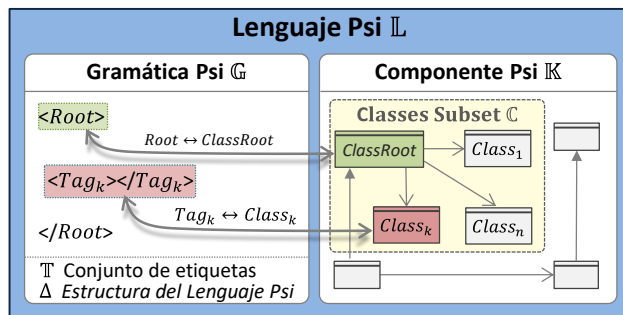 Lenguaje Psi 𝕃
Gramática Psi 𝔾
<Root>
Root ↔ ClassRoot
<Tagₖ></Tagₖ>
Tagₖ ↔ Classₖ
</Root>
𝕋 Conjunto de etiquetas
Δ Estructura del Lenguaje Psi
Componente Psi 𝕂
Classes Subset ℂ
ClassRoot
Class₁
Classₖ
Classₙ